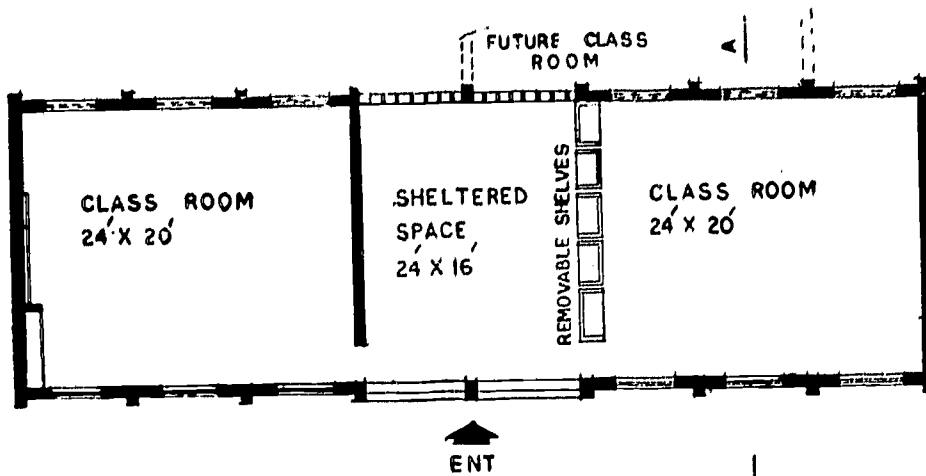 FUTURE CLASS
ROOM
A
CLASS ROOM
24' X 20'
SHELTERED
SPACE
24' X 16'
REMOVABLE SHELVES
CLASS ROOM
24' X 20'
ENT